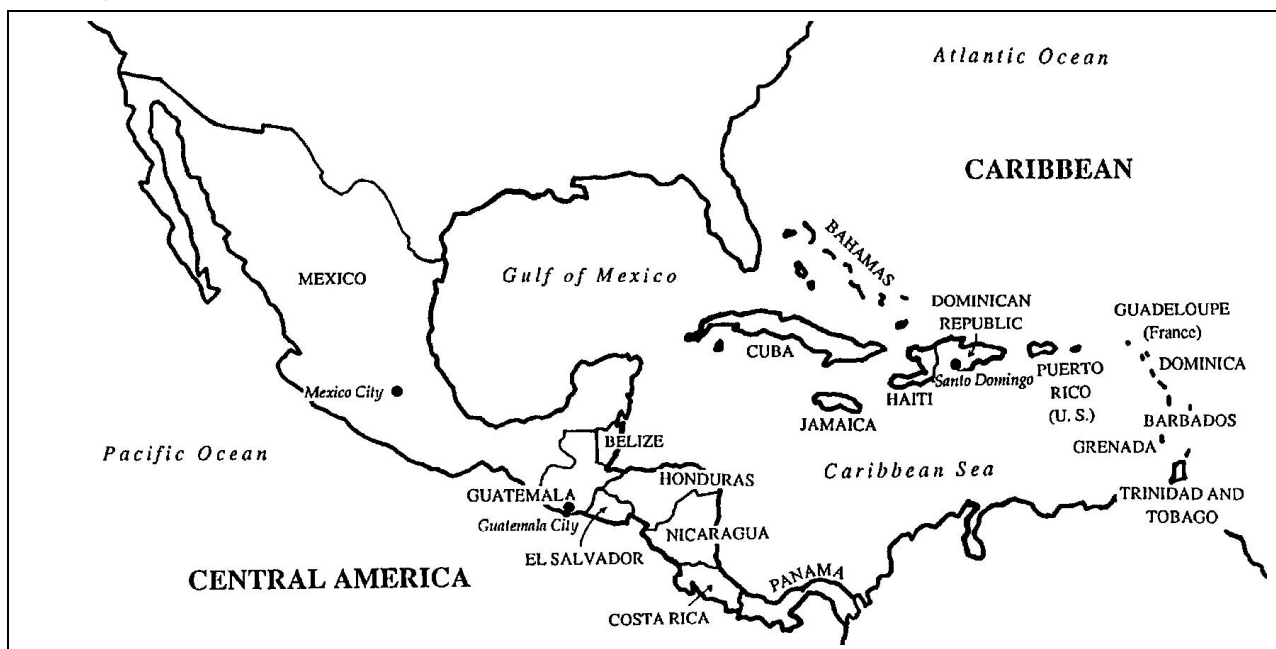 Atlantic Ocean
CARIBBEAN
BAHAMAS
MEXICO
Gulf of Mexico
DOMINICAN
REPUBLIC
GUADELOUPE
(France)
CUBA
DOMINICA
Mexico City
Santo Domingo
PUERTO
RICO
(U. S.)
HAITI
JAMAICA
BARBADOS
BELIZE
GRENADA
Pacific Ocean
Caribbean Sea
HONDURAS
GUATEMALA
TRINIDAD AND
TOBAGO
Guatemala City
NICARAGUA
EL SALVADOR
CENTRAL AMERICA
PANAMA
COSTA RICA